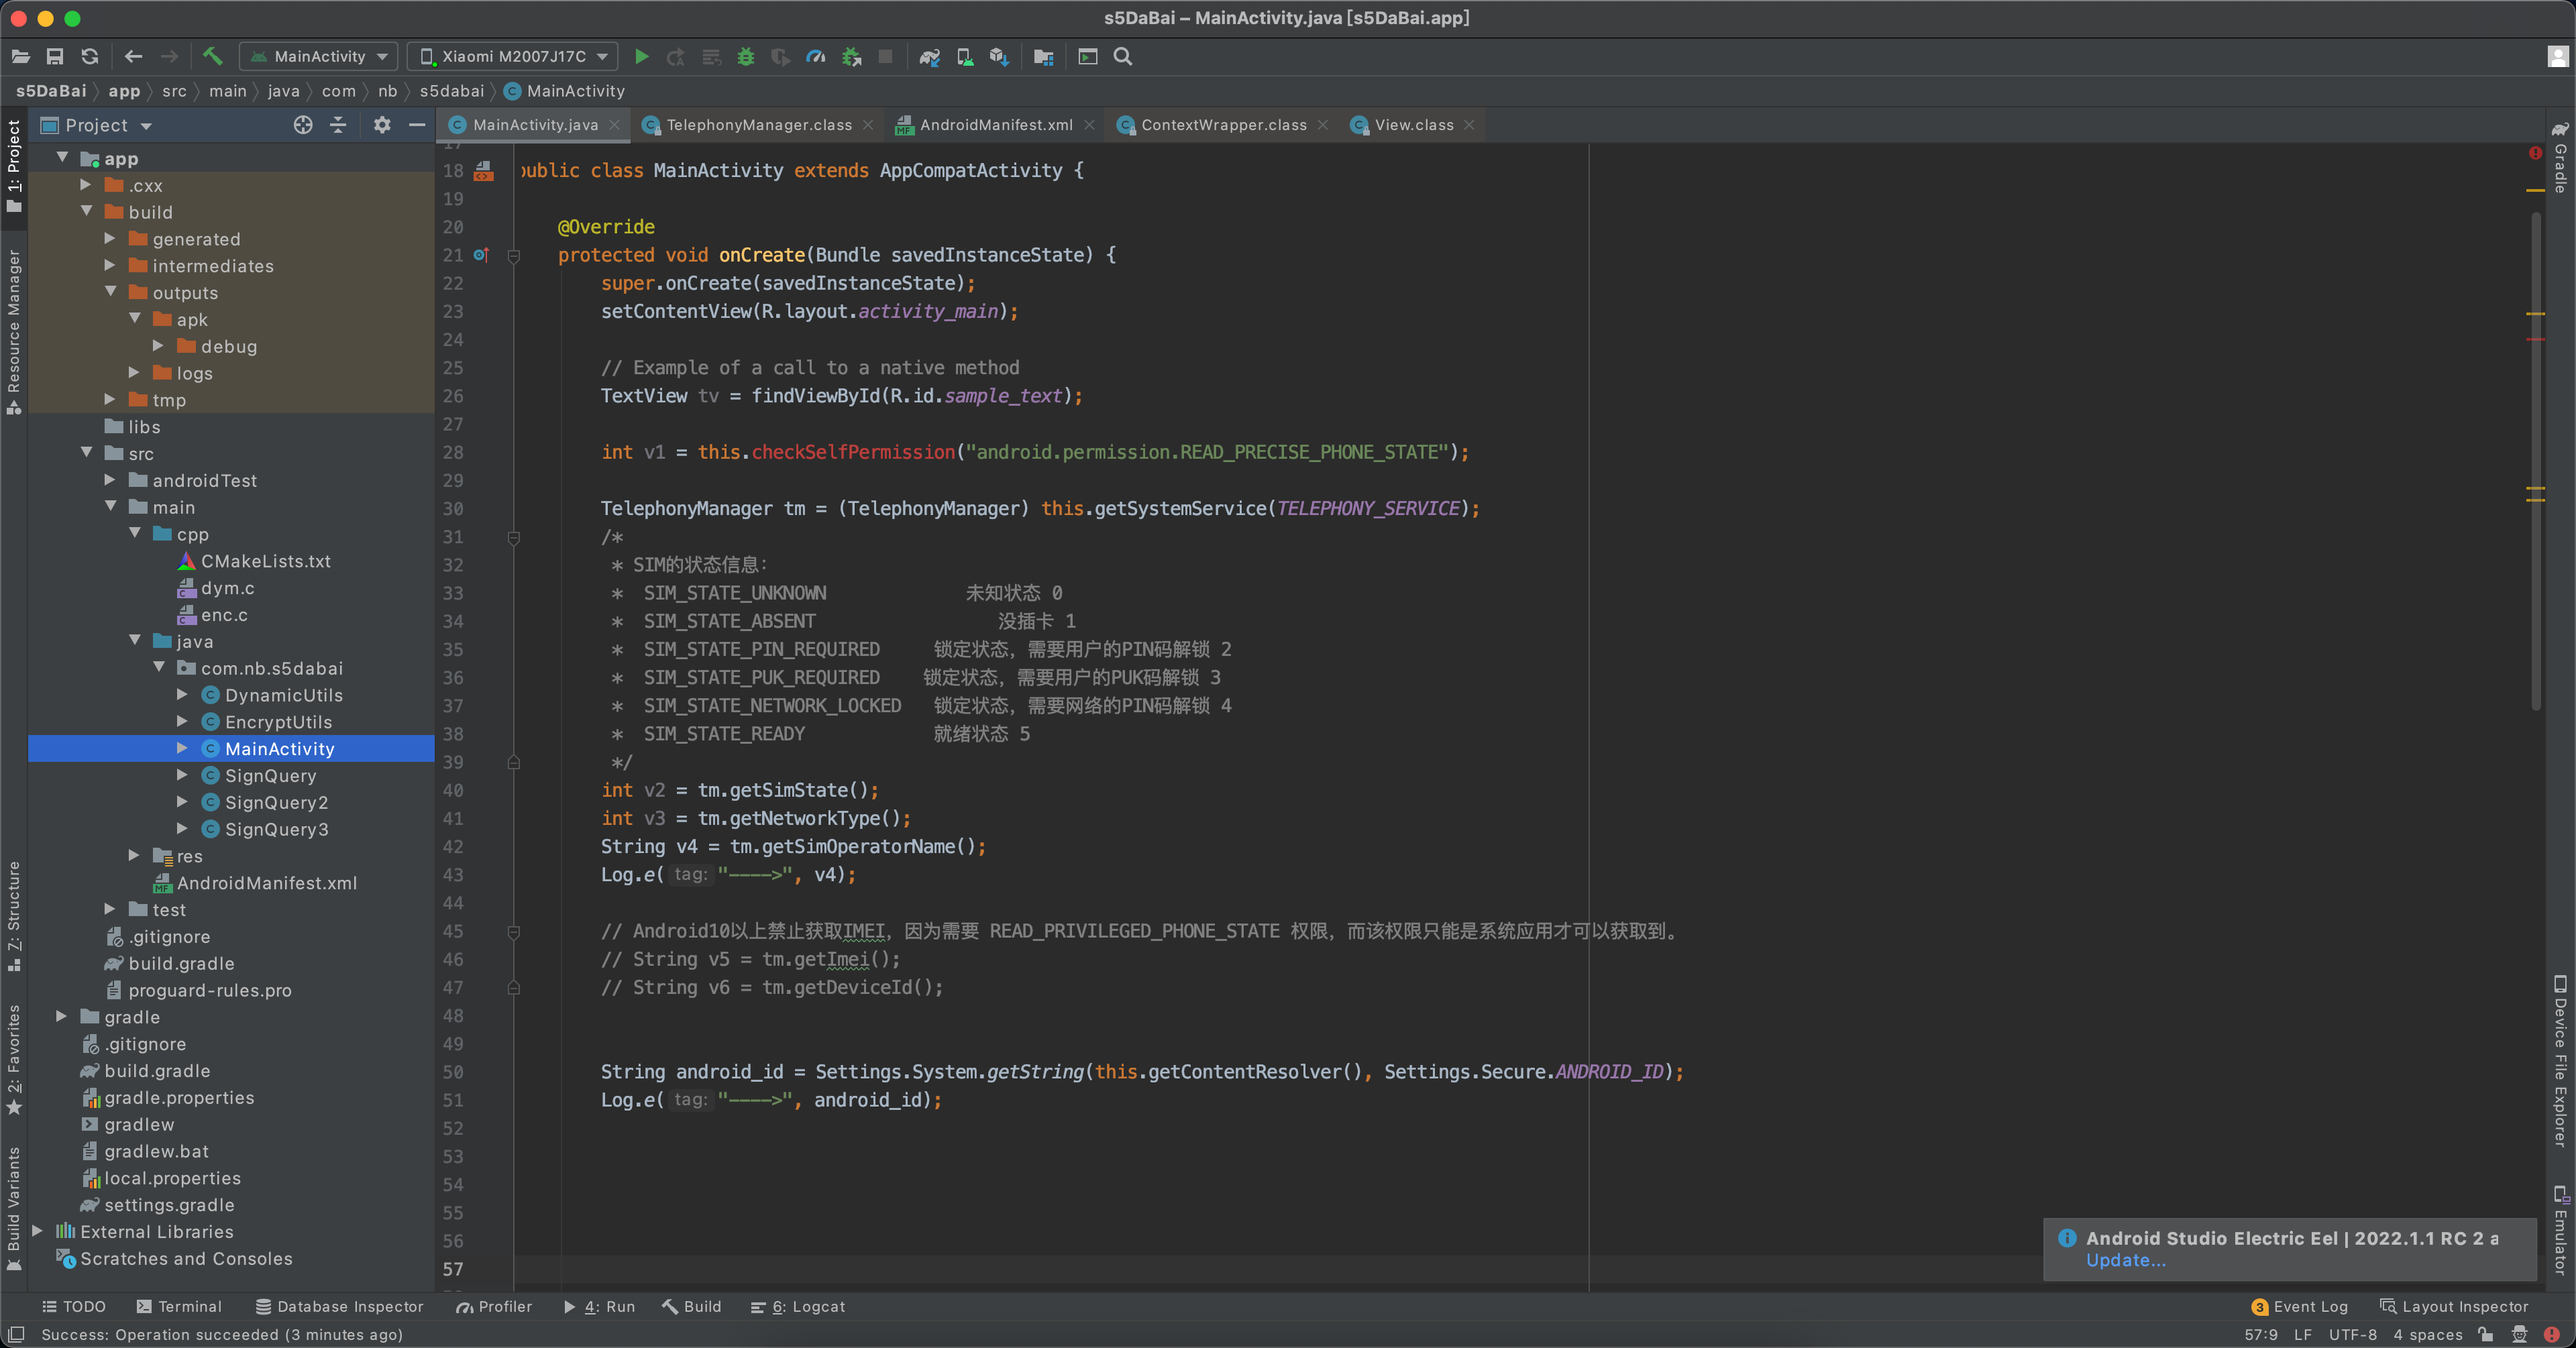 s5DaBai – MainActivity.java [s5DaBai.app]
MainActivity
Xiaomi M2007J17C
s5DaBai
app
src
main
java
com
nb
s5dabai
MainActivity
Project
MainActivity.java
TelephonyManager.class
AndroidManifest.xml
ContextWrapper.class
View.class
1: Project
Resource Manager
7: Structure
2: Favorites
Build Variants
app
.cxx
build
generated
intermediates
outputs
apk
debug
logs
tmp
libs
src
androidTest
main
cpp
CMakeLists.txt
dym.c
enc.c
java
com.nb.s5dabai
DynamicUtils
EncryptUtils
MainActivity
SignQuery
SignQuery2
SignQuery3
res
AndroidManifest.xml
test
.gitignore
build.gradle
proguard-rules.pro
gradle
.gitignore
build.gradle
gradle.properties
gradlew
gradlew.bat
local.properties
settings.gradle
External Libraries
Scratches and Consoles
17
18 public class MainActivity extends AppCompatActivity {
19
20 @Override
21 protected void onCreate(Bundle savedInstanceState) {
22 super.onCreate(savedInstanceState);
23 setContentView(R.layout.activity_main);
24
25 // Example of a call to a native method
26 TextView tv = findViewById(R.id.sample_text);
27
28 int v1 = this.checkSelfPermission("android.permission.READ_PRECISE_PHONE_STATE");
29
30 TelephonyManager tm = (TelephonyManager) this.getSystemService(TELEPHONY_SERVICE);
31 /*
32 * SIM的状态信息:
33 * SIM_STATE_UNKNOWN 未知状态 0
34 * SIM_STATE_ABSENT 没插卡 1
35 * SIM_STATE_PIN_REQUIRED 锁定状态，需要用户的PIN码解锁 2
36 * SIM_STATE_PUK_REQUIRED 锁定状态，需要用户的PUK码解锁 3
37 * SIM_STATE_NETWORK_LOCKED 锁定状态，需要网络的PIN码解锁 4
38 * SIM_STATE_READY 就绪状态 5
39 */
40 int v2 = tm.getSimState();
41 int v3 = tm.getNetworkType();
42 String v4 = tm.getSimOperatorName();
43 Log.e( tag: "---->", v4);
44
45 // Android10以上禁止获取IMEI，因为需要 READ_PRIVILEGED_PHONE_STATE 权限，而该权限只能是系统应用才可以获取到。
46 // String v5 = tm.getImei();
47 // String v6 = tm.getDeviceId();
48
49
50 String android_id = Settings.System.getString(this.getContentResolver(), Settings.Secure.ANDROID_ID);
51 Log.e( tag: "---->", android_id);
52
53
54
55
56
57
Gradle
Device File Explorer
Emulator
Android Studio Electric Eel | 2022.1.1 RC 2 a
Update...
TODO
Terminal
Database Inspector
Profiler
4: Run
Build
6: Logcat
3 Event Log
Layout Inspector
Success: Operation succeeded (3 minutes ago)
57:9
LF
UTF-8
4 spaces